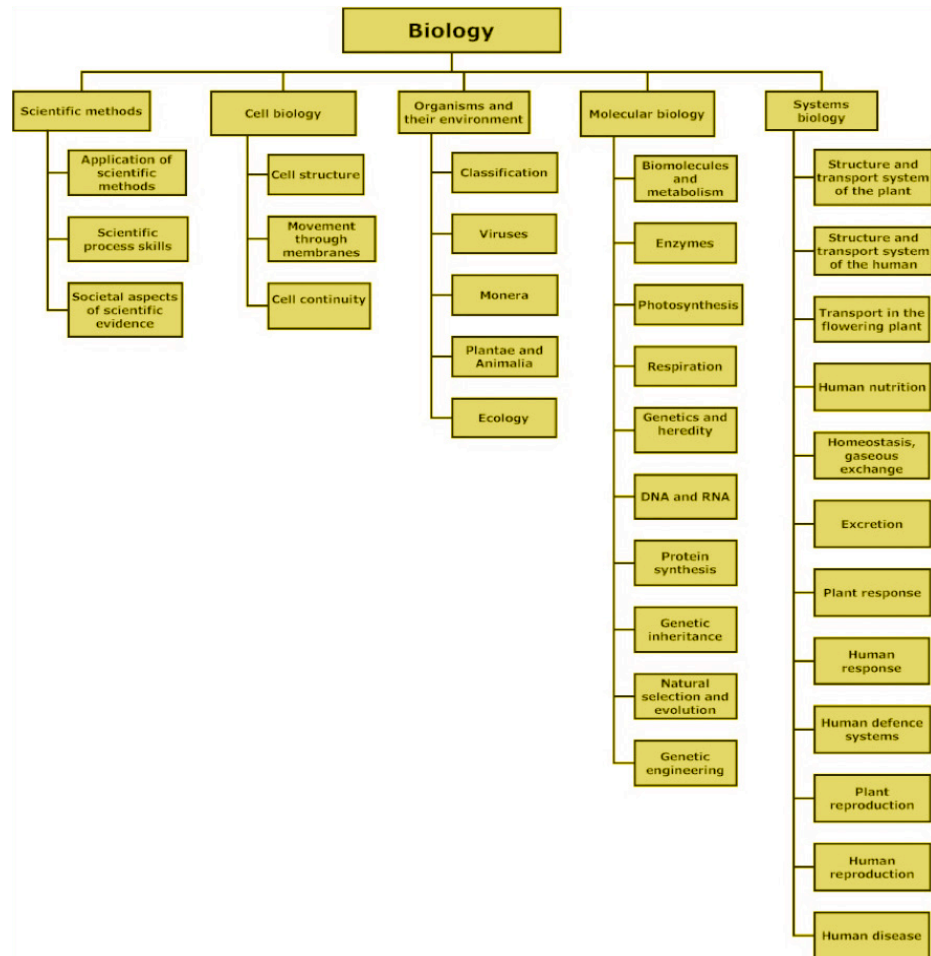 Biology
Scientific methods
Application of
scientific
methods
Scientific
process skills
Societal aspects
of scientific
evidence
Cell biology
Cell structure
Movement
through
membranes
Cell continuity
Organisms and
their environment
Classification
Viruses
Monera
Plantae and
Animalia
Ecology
Molecular biology
Biomolecules
and
metabolism
Enzymes
Photosynthesis
Respiration
Genetics and
heredity
DNA and RNA
Protein
synthesis
Genetic
inheritance
Natural
selection and
evolution
Genetic
engineering
Systems
biology
Structure and
transport system
of the plant
Structure and
transport system
of the human
Transport in the
flowering plant
Human nutrition
Homeostasis,
gaseous
exchange
Excretion
Plant response
Human
response
Human defence
systems
Plant
reproduction
Human
reproduction
Human disease